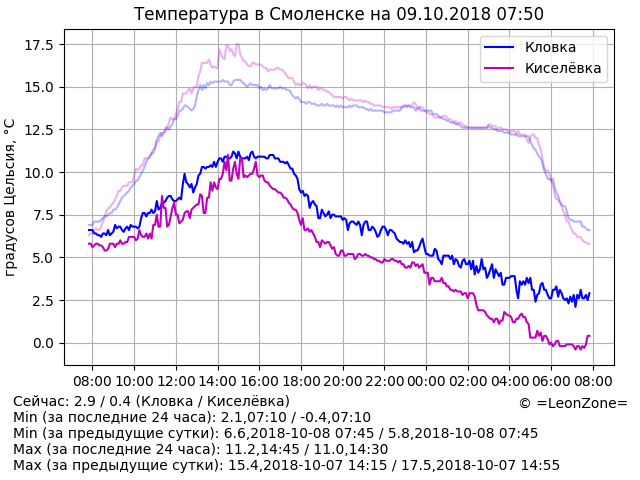 Температура в Смоленске на 09.10.2018 07:50
Кловка
Киселёвка
градусов Цельсия, °C
17.5
15.0
12.5
10.0
7.5
5.0
2.5
0.0
08:00 10:00 12:00 14:00 16:00 18:00 20:00 22:00 00:00 02:00 04:00 06:00 08:00
Сейчас: 2.9 / 0.4 (Кловка / Киселёвка)
© =LeonZone=
Min (за последние 24 часа): 2.1,07:10 / -0.4,07:10
Min (за предыдущие сутки): 6.6,2018-10-08 07:45 / 5.8,2018-10-08 07:45
Max (за последние 24 часа): 11.2,14:45 / 11.0,14:30
Max (за предыдущие сутки): 15.4,2018-10-07 14:15 / 17.5,2018-10-07 14:55